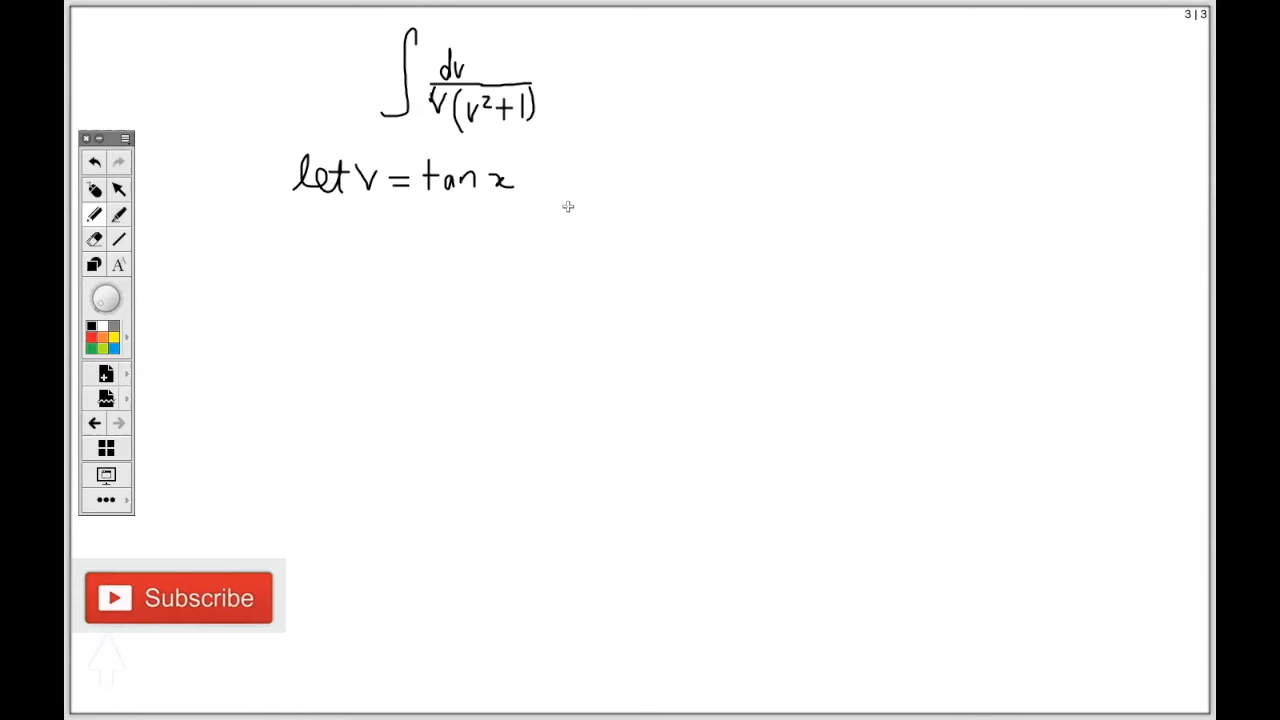 3 | 3
∫ dv / v(v²+1)
let v = tan x
A
Subscribe